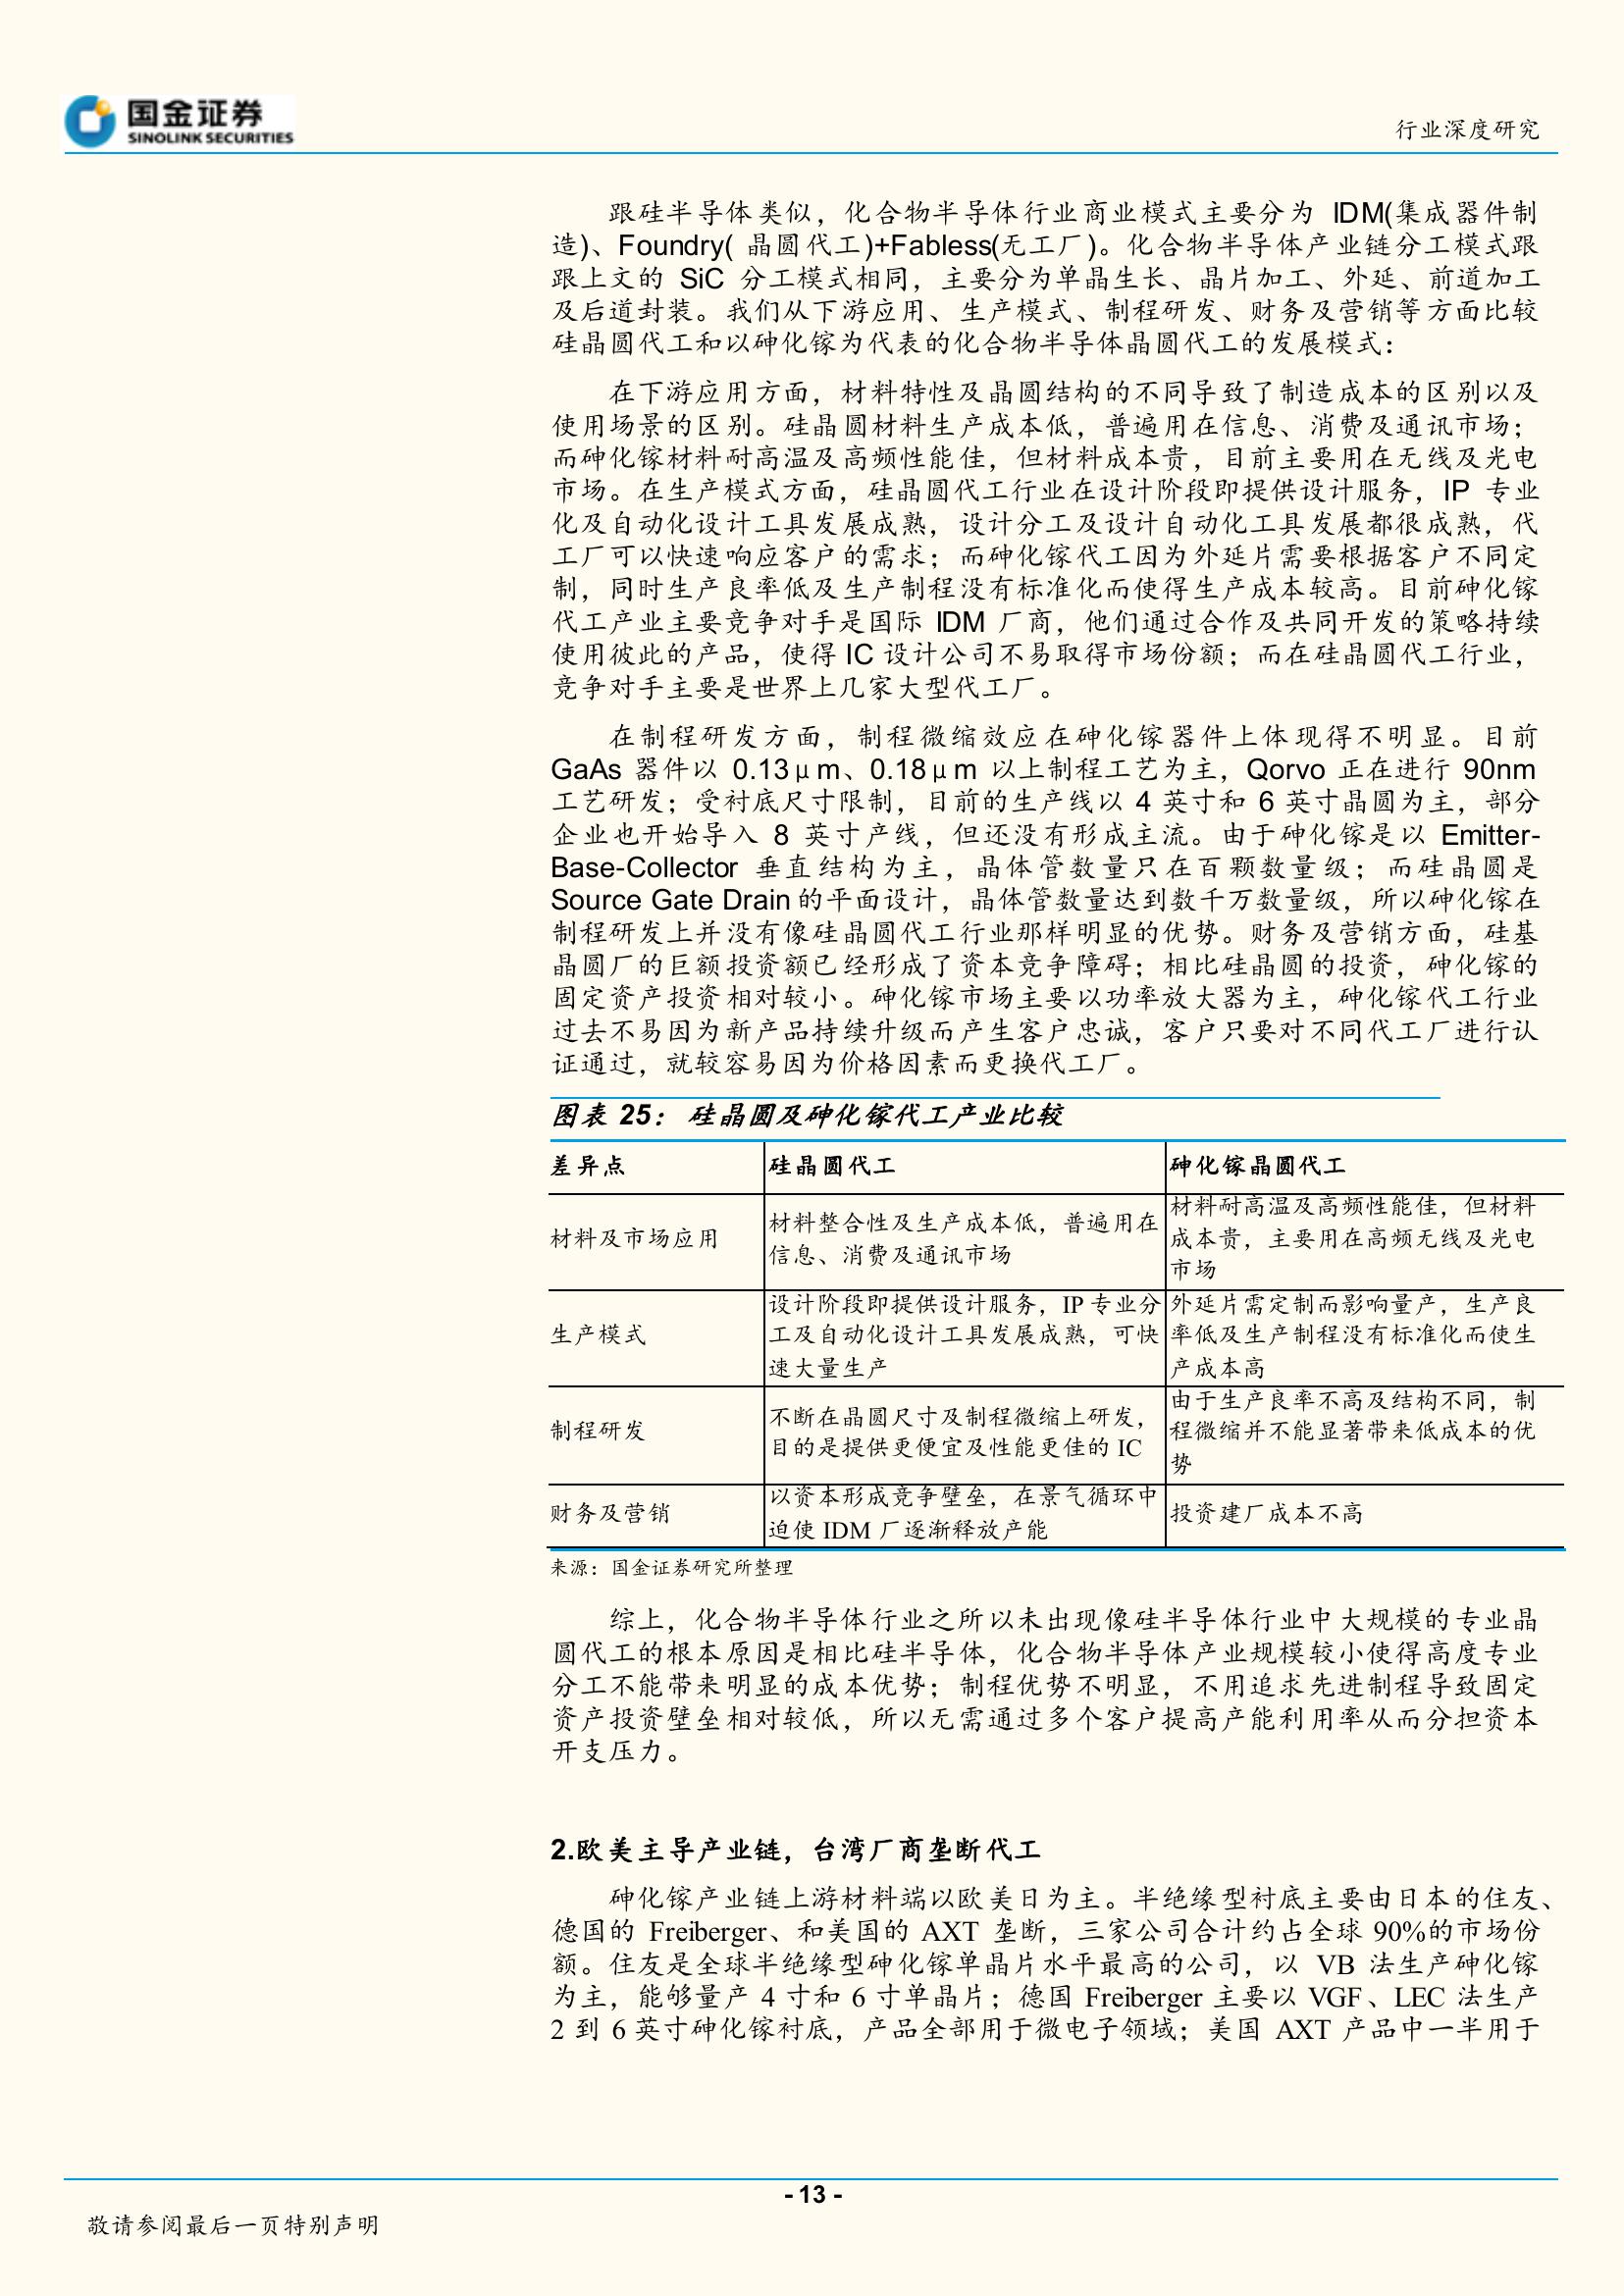 国金证券
SINOLINK SECURITIES
行业深度研究
跟硅半导体类似，化合物半导体行业商业模式主要分为 IDM(集成器件制
造)、Foundry( 晶圆代工)+Fabless(无工厂)。化合物半导体产业链分工模式跟
跟上文的 SiC 分工模式相同，主要分为单晶生长、晶片加工、外延、前道加工
及后道封装。我们从下游应用、生产模式、制程研发、财务及营销等方面比较
硅晶圆代工和以砷化镓为代表的化合物半导体晶圆代工的发展模式：
在下游应用方面，材料特性及晶圆结构的不同导致了制造成本的区别以及
使用场景的区别。硅晶圆材料生产成本低，普遍用在信息、消费及通讯市场；
而砷化镓材料耐高温及高频性能佳，但材料成本贵，目前主要用在无线及光电
市场。在生产模式方面，硅晶圆代工行业在设计阶段即提供设计服务，IP 专业
化及自动化设计工具发展成熟，设计分工及设计自动化工具发展都很成熟，代
工厂可以快速响应客户的需求；而砷化镓代工因为外延片需要根据客户不同定
制，同时生产良率低及生产制程没有标准化而使得生产成本较高。目前砷化镓
代工产业主要竞争对手是国际 IDM 厂商，他们通过合作及共同开发的策略持续
使用彼此的产品，使得 IC 设计公司不易取得市场份额；而在硅晶圆代工行业，
竞争对手主要是世界上几家大型代工厂。
在制程研发方面，制程微缩效应在砷化镓器件上体现得不明显。目前
GaAs 器件以 0.13μm、0.18μm 以上制程工艺为主，Qorvo 正在进行 90nm
工艺研发；受衬底尺寸限制，目前的生产线以 4 英寸和 6 英寸晶圆为主，部分
企业也开始导入 8 英寸产线，但还没有形成主流。由于砷化镓是以 Emitter-
Base-Collector 垂直结构为主，晶体管数量只在百颗数量级；而硅晶圆是
Source Gate Drain 的平面设计，晶体管数量达到数千万数量级，所以砷化镓在
制程研发上并没有像硅晶圆代工行业那样明显的优势。财务及营销方面，硅基
晶圆厂的巨额投资额已经形成了资本竞争障碍；相比硅晶圆的投资，砷化镓的
固定资产投资相对较小。砷化镓市场主要以功率放大器为主，砷化镓代工行业
过去不易因为新产品持续升级而产生客户忠诚，客户只要对不同代工厂进行认
证通过，就较容易因为价格因素而更换代工厂。
图表 25： 硅晶圆及砷化镓代工产业比较
差异点 硅晶圆代工 砷化镓晶圆代工
材料及市场应用
材料整合性及生产成本低，普遍用在
信息、消费及通讯市场
材料耐高温及高频性能佳，但材料
成本贵，主要用在高频无线及光电
市场
生产模式
设计阶段即提供设计服务，IP 专业分
工及自动化设计工具发展成熟，可快
速大量生产
外延片需定制而影响量产，生产良
率低及生产制程没有标准化而使生
产成本高
制程研发
不断在晶圆尺寸及制程微缩上研发，
目的是提供更便宜及性能更佳的 IC
由于生产良率不高及结构不同，制
程微缩并不能显著带来低成本的优
势
财务及营销
以资本形成竞争壁垒，在景气循环中
迫使 IDM 厂逐渐释放产能
投资建厂成本不高
来源：国金证券研究所整理
综上，化合物半导体行业之所以未出现像硅半导体行业中大规模的专业晶
圆代工的根本原因是相比硅半导体，化合物半导体产业规模较小使得高度专业
分工不能带来明显的成本优势；制程优势不明显，不用追求先进制程导致固定
资产投资壁垒相对较低，所以无需通过多个客户提高产能利用率从而分担资本
开支压力。
2.欧美主导产业链，台湾厂商垄断代工
砷化镓产业链上游材料端以欧美日为主。半绝缘型衬底主要由日本的住友、
德国的 Freiberger、和美国的 AXT 垄断，三家公司合计约占全球 90%的市场份
额。住友是全球半绝缘型砷化镓单晶片水平最高的公司，以 VB 法生产砷化镓
为主，能够量产 4 寸和 6 寸单晶片；德国 Freiberger 主要以 VGF、LEC 法生产
2 到 6 英寸砷化镓衬底，产品全部用于微电子领域；美国 AXT 产品中一半用于
- 13 -
敬请参阅最后一页特别声明